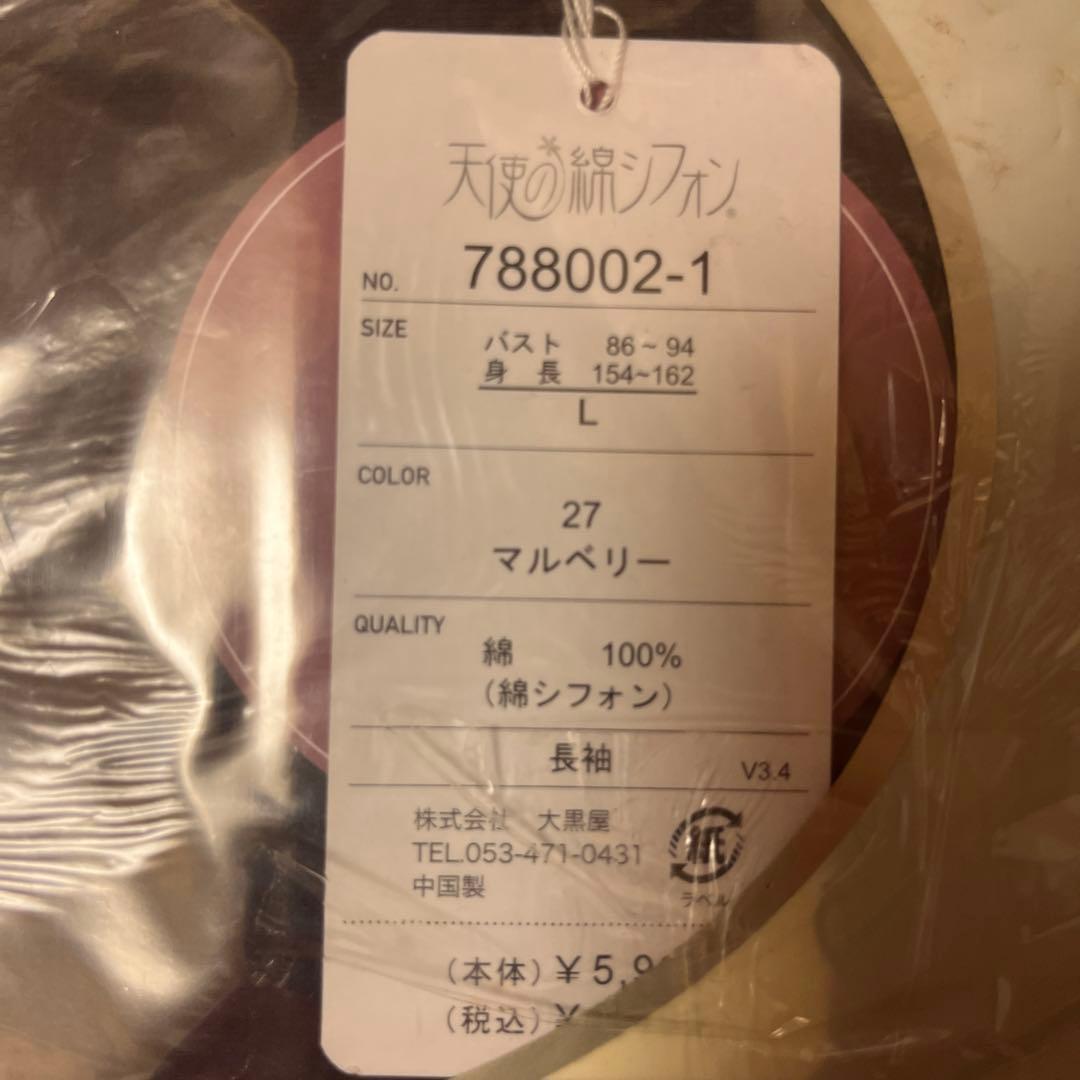 天使の綿シフォン®
NO. 788002-1
SIZE
バスト 86~94
身長 154~162
L
COLOR
27
マルベリー
QUALITY
綿 100%
(綿シフォン)
長袖
V3.4
株式会社 大黒屋
TEL.053-471-0431
中国製
紙
ラベル
(本体)¥5,9
(税込)¥